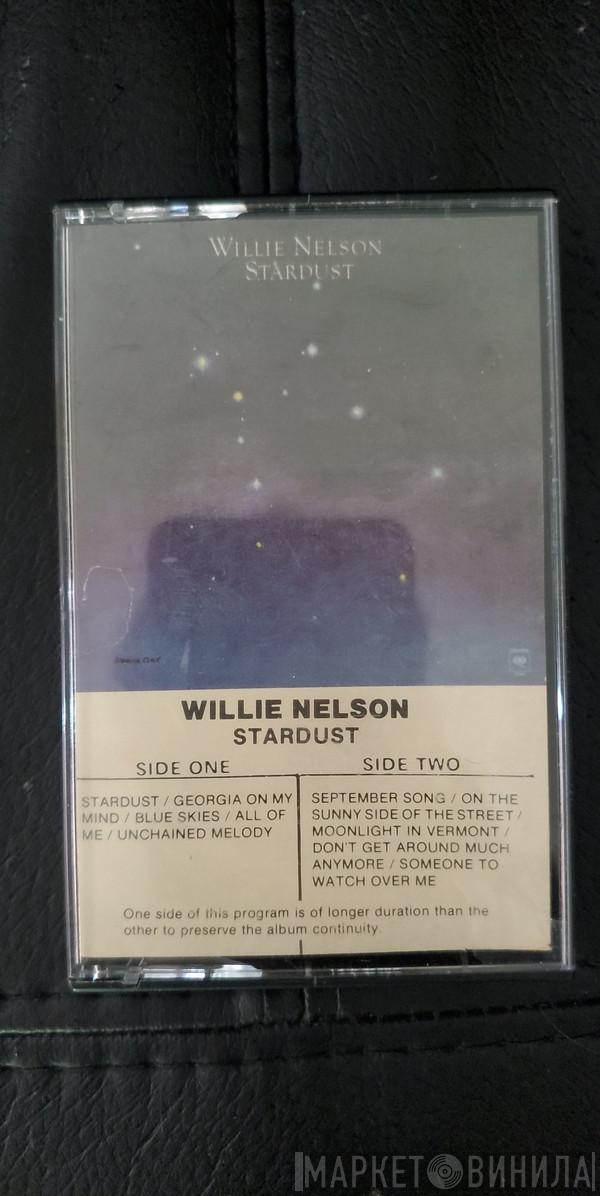 WILLIE NELSON
STARDUST
WILLIE NELSON
STARDUST
SIDE ONE
STARDUST / GEORGIA ON MY
MIND / BLUE SKIES / ALL OF
ME / UNCHAINED MELODY
SIDE TWO
SEPTEMBER SONG / ON THE
SUNNY SIDE OF THE STREET /
MOONLIGHT IN VERMONT /
DON'T GET AROUND MUCH
ANYMORE / SOMEONE TO
WATCH OVER ME
One side of this program is of longer duration than the
other to preserve the album continuity.
МАРКЕТ ВИНИЛА